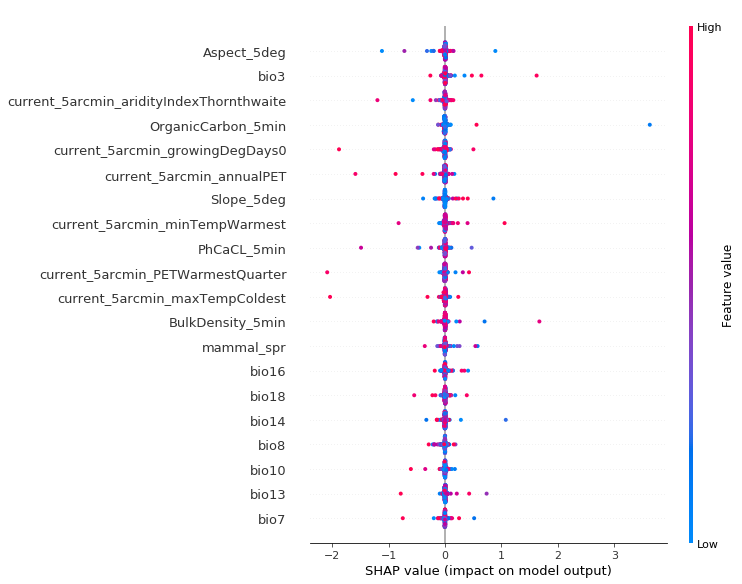 High
Aspect_5deg
bio3
current_5arcmin_aridityIndexThornthwaite
OrganicCarbon_5min
current_5arcmin_growingDegDays0
current_5arcmin_annualPET
Slope_5deg
current_5arcmin_minTempWarmest
PhCaCL_5min
current_5arcmin_PETWarmestQuarter
current_5arcmin_maxTempColdest
BulkDensity_5min
mammal_spr
bio16
bio18
bio14
bio8
bio10
bio13
bio7
Feature value
Low
−2 −1 0 1 2 3
SHAP value (impact on model output)